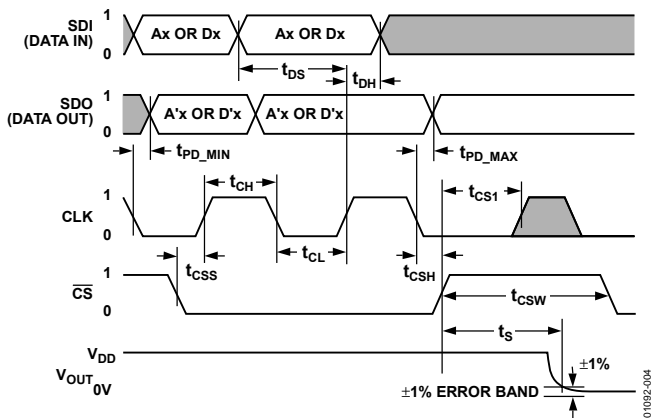 SDI
(DATA IN)
1
0
Ax OR Dx
Ax OR Dx
tDS
tDH
SDO
(DATA OUT)
1
0
A'x OR D'x
A'x OR D'x
tPD_MIN
tPD_MAX
tCH
tCS1
CLK
1
0
tCSS
tCL
tCSH
CS
1
0
tCSW
tS
VDD
VOUT
0V
±1%
±1% ERROR BAND
01092-004